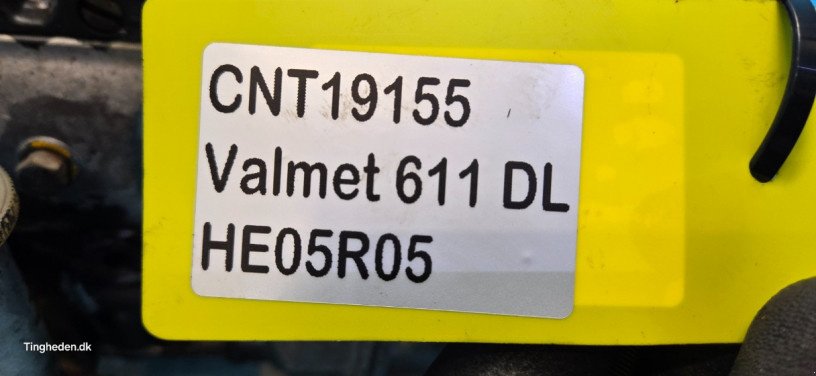 CNT19155
Valmet 611 DL
HE05R05
Tingheden.dk